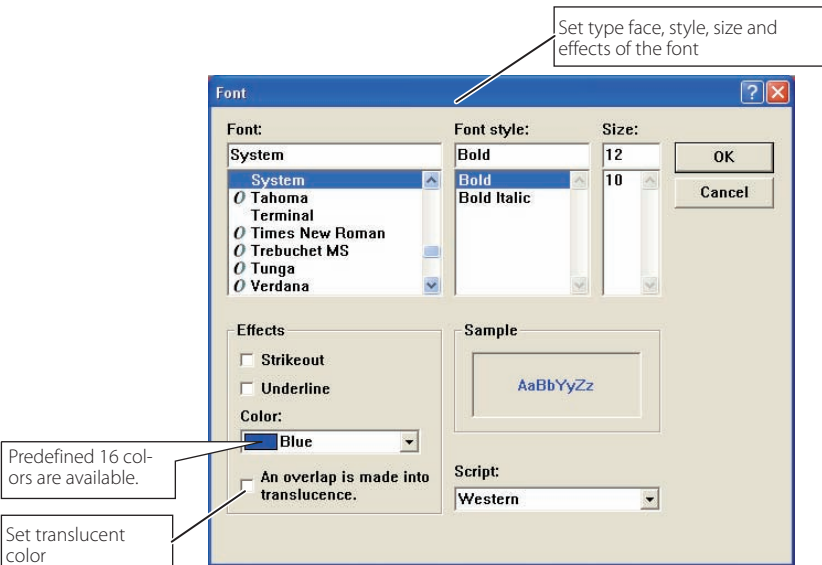 Set type face, style, size and
effects of the font
Font
Font:
Font style:
Size:
System
Bold
12
OK
System
Bold
10
Cancel
O Tahoma
Bold Italic
Terminal
O Times New Roman
O Trebuchet MS
O Tunga
O Verdana
Effects
Sample
Strikeout
Underline
AaBbYyZz
Color:
Blue
Predefined 16 col-
ors are available.
An overlap is made into
translucence.
Script:
Western
Set translucent
color